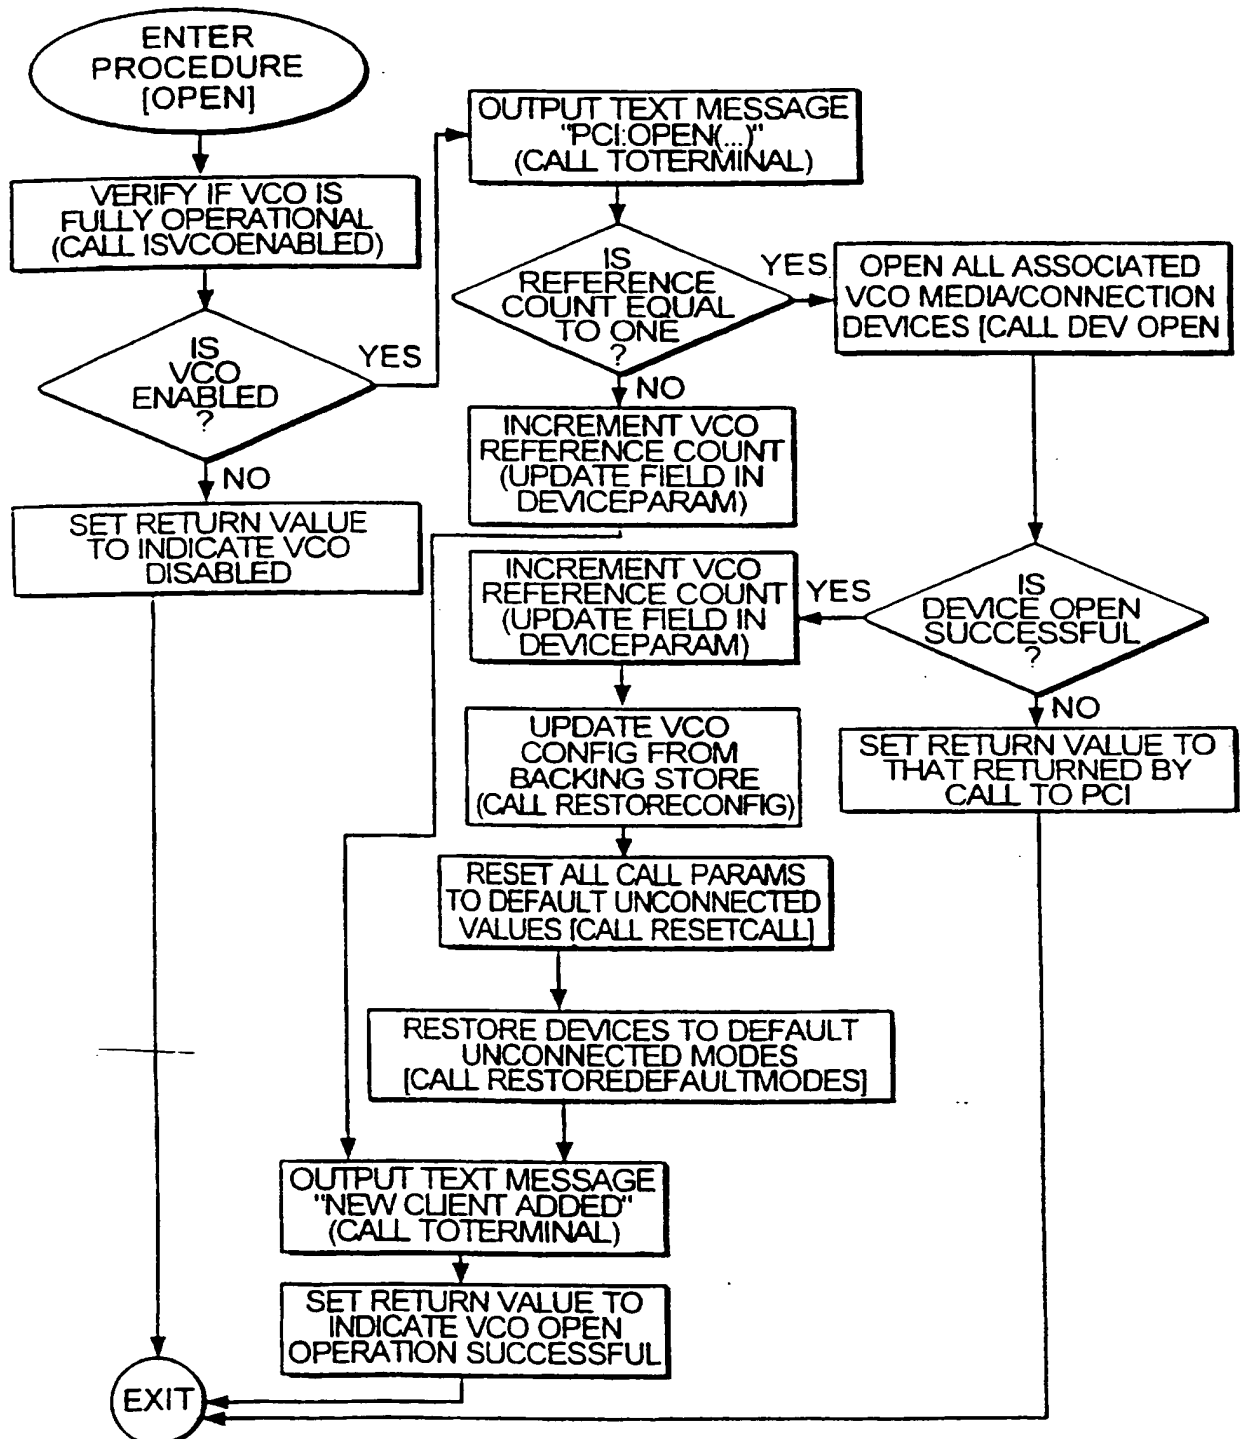 ENTER
PROCEDURE
[OPEN]
VERIFY IF VCO IS
FULLY OPERATIONAL
(CALL ISVCOENABLED)
IS
VCO
ENABLED
?
YES
NO
SET RETURN VALUE
TO INDICATE VCO
DISABLED
OUTPUT TEXT MESSAGE
"PCI:OPEN(...)"
(CALL TOTERMINAL)
IS
REFERENCE
COUNT EQUAL
TO ONE
?
YES
NO
OPEN ALL ASSOCIATED
VCO MEDIA/CONNECTION
DEVICES [CALL DEV OPEN
INCREMENT VCO
REFERENCE COUNT
(UPDATE FIELD IN
DEVICEPARAM)
IS
DEVICE OPEN
SUCCESSFUL
?
YES
NO
INCREMENT VCO
REFERENCE COUNT
(UPDATE FIELD IN
DEVICEPARAM)
SET RETURN VALUE TO
THAT RETURNED BY
CALL TO PCI
UPDATE VCO
CONFIG FROM
BACKING STORE
(CALL RESTORECONFIG)
RESET ALL CALL PARAMS
TO DEFAULT UNCONNECTED
VALUES [CALL RESETCALL]
RESTORE DEVICES TO DEFAULT
UNCONNECTED MODES
[CALL RESTOREDEFAULTMODES]
OUTPUT TEXT MESSAGE
"NEW CLIENT ADDED"
(CALL TOTERMINAL)
SET RETURN VALUE TO
INDICATE VCO OPEN
OPERATION SUCCESSFUL
EXIT